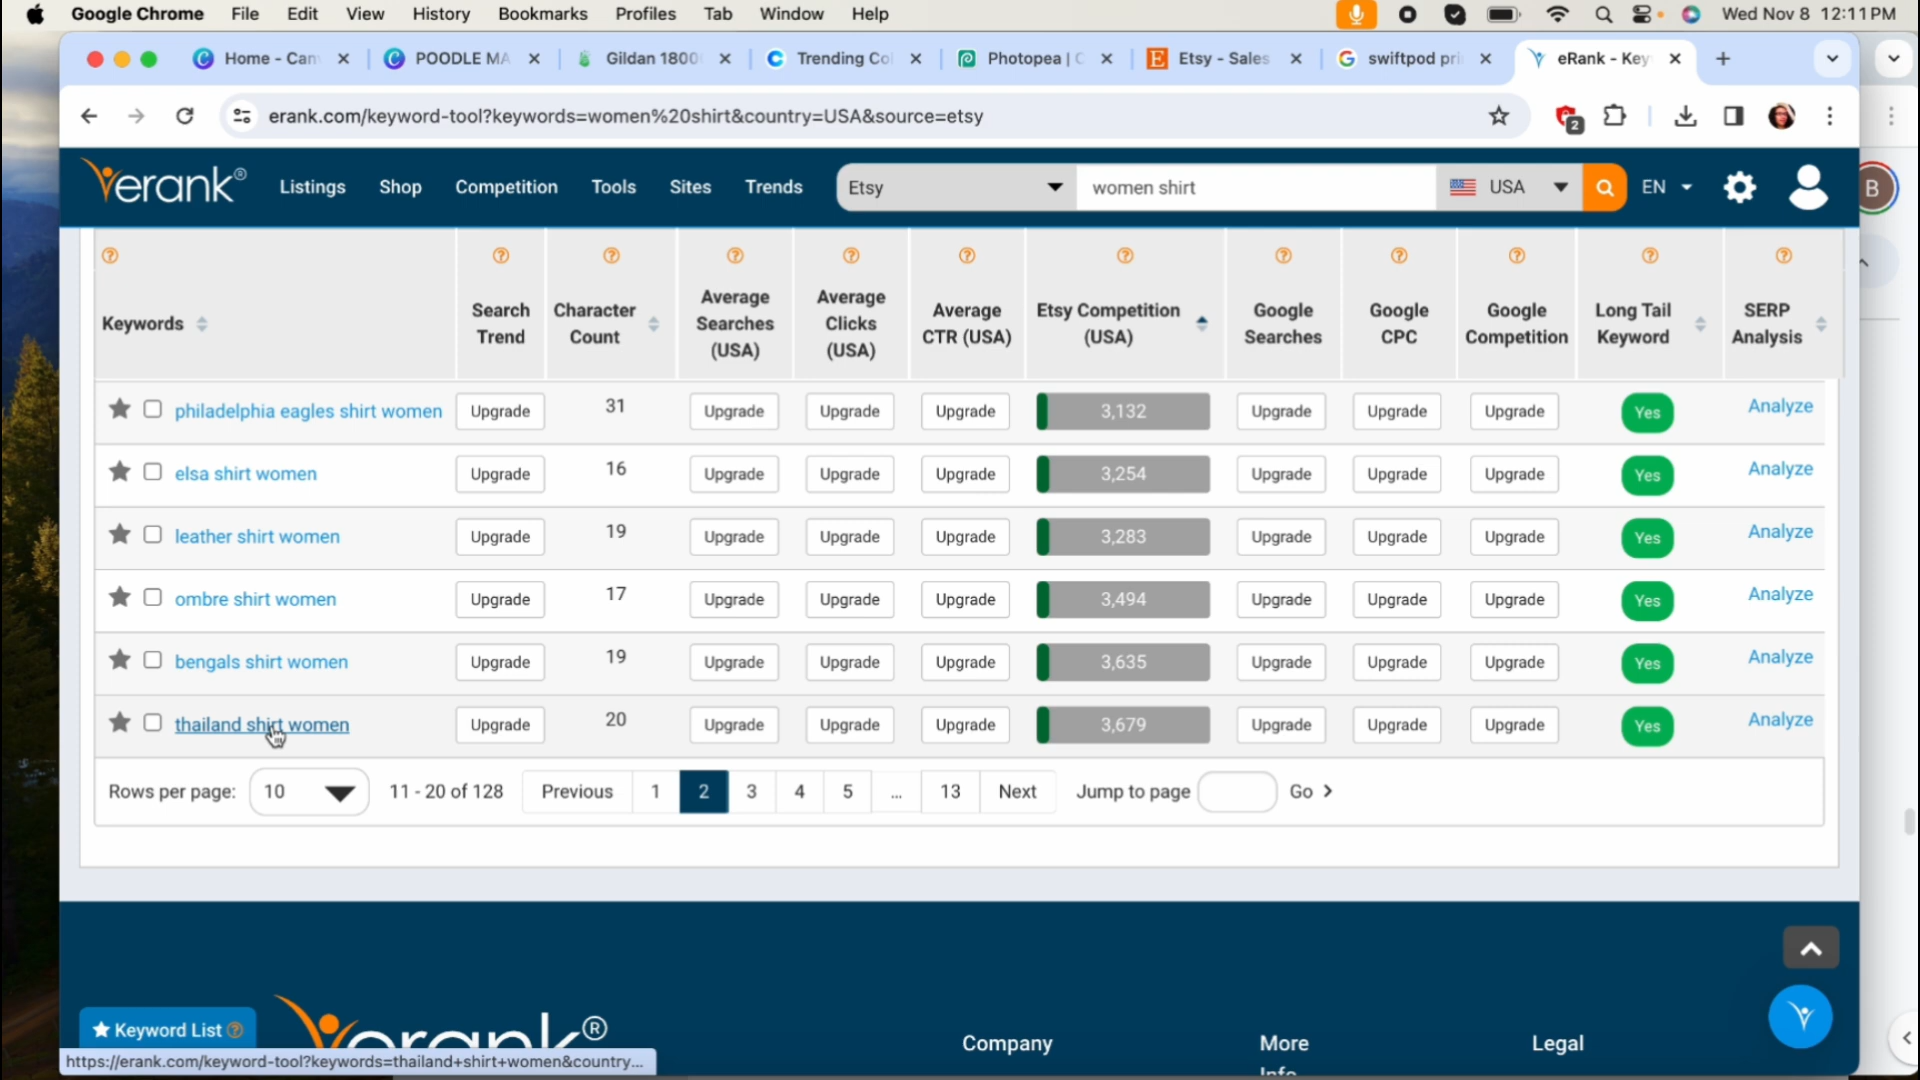 Google Chrome File Edit View History Bookmarks Profiles Tab Window Help Wed Nov 8 12:11 PM
Home - Can POODLE MA Gildan 1800 Trending Co Photopea | Etsy - Sales swiftpod pri eRank - Key
erank.com/keyword-tool?keywords=women%20shirt&country=USA&source=etsy 2
erank® Listings Shop Competition Tools Sites Trends Etsy women shirt USA EN B
Keywords Search Trend Character Count Average Searches (USA) Average Clicks (USA) Average CTR (USA) Etsy Competition (USA) Google Searches Google CPC Google Competition Long Tail Keyword SERP Analysis
philadelphia eagles shirt women Upgrade 31 Upgrade Upgrade Upgrade 3,132 Upgrade Upgrade Upgrade Yes Analyze
elsa shirt women Upgrade 16 Upgrade Upgrade Upgrade 3,254 Upgrade Upgrade Upgrade Yes Analyze
leather shirt women Upgrade 19 Upgrade Upgrade Upgrade 3,283 Upgrade Upgrade Upgrade Yes Analyze
ombre shirt women Upgrade 17 Upgrade Upgrade Upgrade 3,494 Upgrade Upgrade Upgrade Yes Analyze
bengals shirt women Upgrade 19 Upgrade Upgrade Upgrade 3,635 Upgrade Upgrade Upgrade Yes Analyze
thailand shirt women Upgrade 20 Upgrade Upgrade Upgrade 3,679 Upgrade Upgrade Upgrade Yes Analyze
Rows per page: 10 11 - 20 of 128 Previous 1 2 3 4 5 ... 13 Next Jump to page Go >
Keyword List erank® Company More Legal
Info
https://erank.com/keyword-tool?keywords=thailand+shirt+women&country...